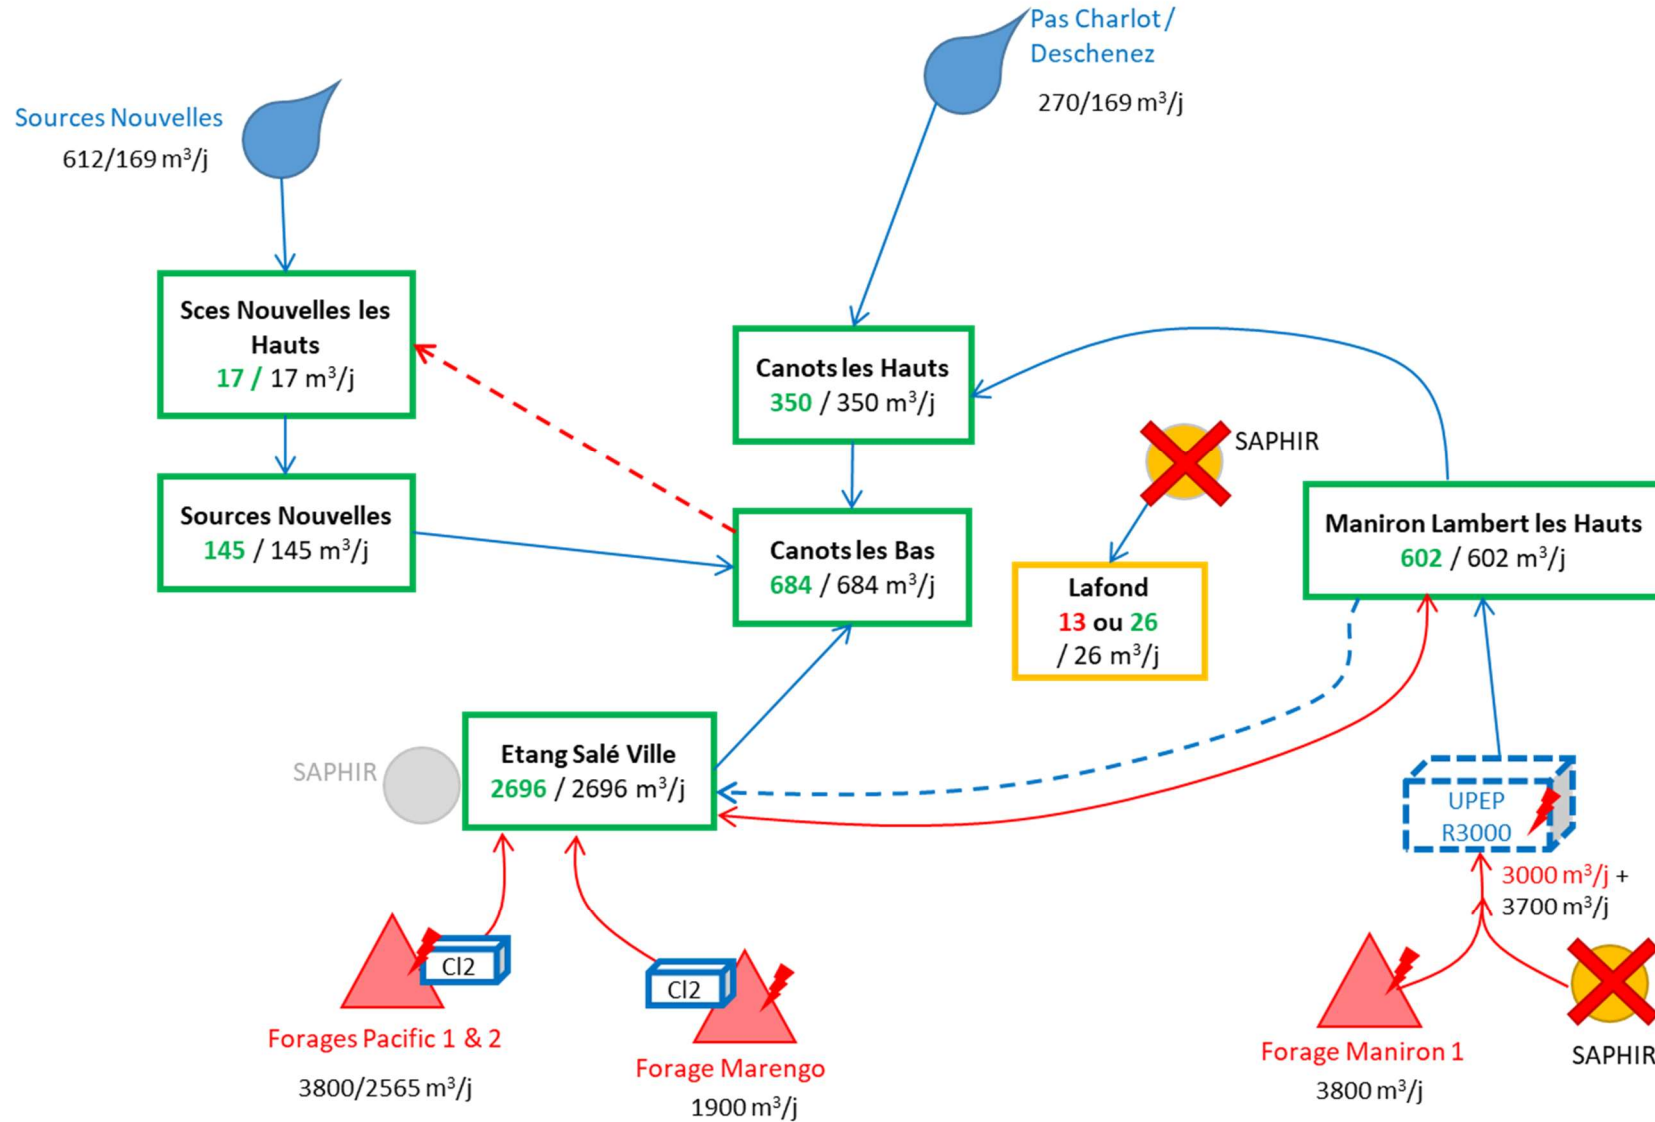 Pas Charlot /
Deschenez
270/169 m³/j
Sources Nouvelles
612/169 m³/j
Sces Nouvelles les
Hauts
17 / 17 m³/j
Canots les Hauts
350 / 350 m³/j
SAPHIR
Sources Nouvelles
145 / 145 m³/j
Canots les Bas
684 / 684 m³/j
Maniron Lambert les Hauts
602 / 602 m³/j
Lafond
13 ou 26
/ 26 m³/j
SAPHIR
Etang Salé Ville
2696 / 2696 m³/j
UPEP
R3000
3000 m³/j +
3700 m³/j
Cl2
Cl2
Forages Pacific 1 & 2
3800/2565 m³/j
Forage Marengo
1900 m³/j
Forage Maniron 1
3800 m³/j
SAPHIR